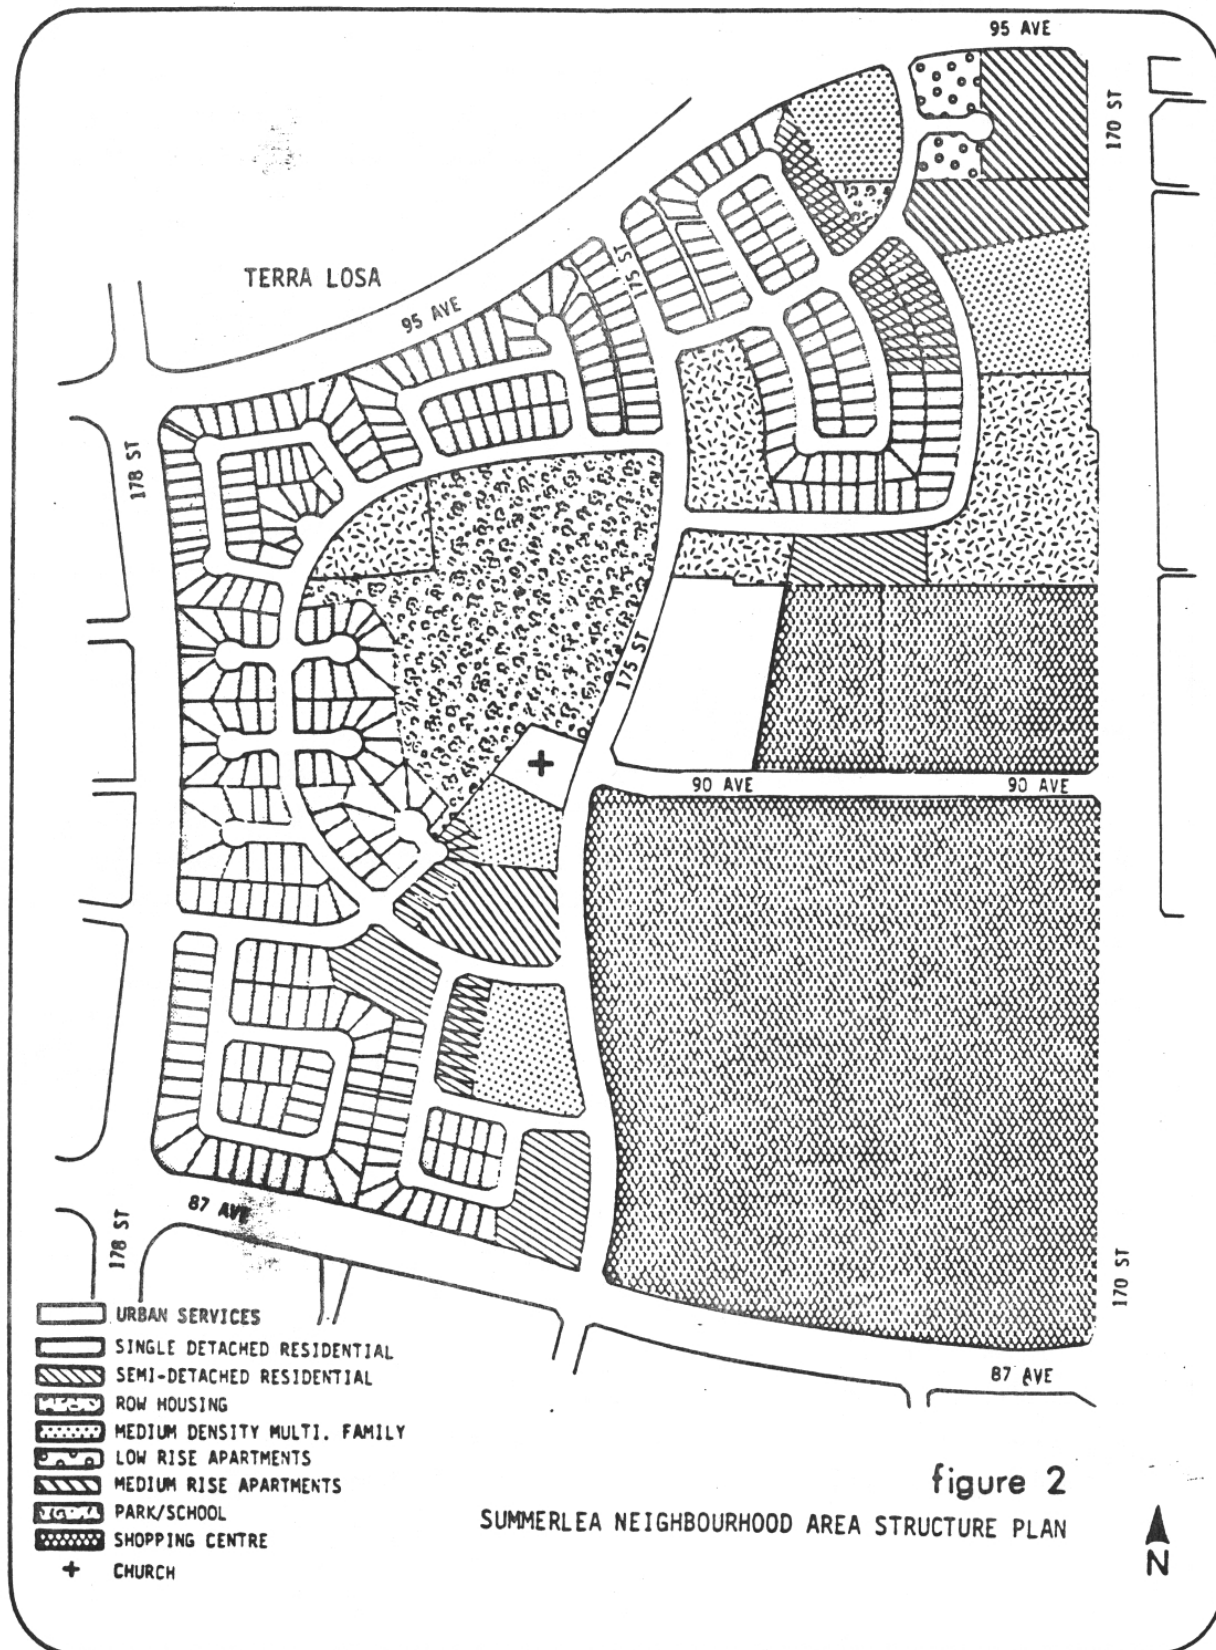 95 AVE
170 ST
TERRA LOSA
175 ST
95 AVE
178 ST
175 ST
90 AVE
90 AVE
87 AVE
178 ST
170 ST
87 AVE
URBAN SERVICES
SINGLE DETACHED RESIDENTIAL
SEMI-DETACHED RESIDENTIAL
ROW HOUSING
MEDIUM DENSITY MULTI. FAMILY
LOW RISE APARTMENTS
MEDIUM RISE APARTMENTS
PARK/SCHOOL
SHOPPING CENTRE
CHURCH
figure 2
SUMMERLEA NEIGHBOURHOOD AREA STRUCTURE PLAN
N